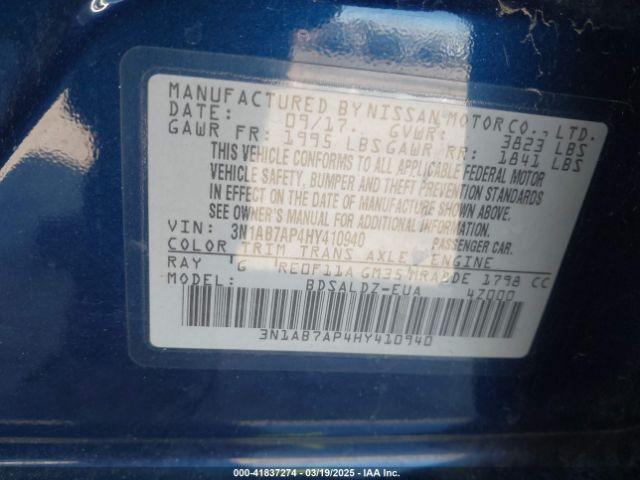 MANUFACTURED BY NISSAN MOTOR CO., LTD.
DATE: 09/17. GVWR: 3823 LBS
GAWR FR: 1995 LBS GAWR RR: 1841 LBS
THIS VEHICLE CONFORMS TO ALL APPLICABLE FEDERAL MOTOR
VEHICLE SAFETY, BUMPER AND THEFT PREVENTION STANDARDS
IN EFFECT ON THE DATE OF MANUFACTURE SHOWN ABOVE.
SEE OWNER'S MANUAL FOR ADDITIONAL INFORMATION.
VIN: 3N1AB7AP4HY410940 PASSENGER CAR.
COLOR TRIM TRANS AXLE ENGINE
RAY G RE0F11A GM35 MRA8DE 1798 CC
MODEL: BDSALDZ-EUA 4Z000
3N1AB7AP4HY410940
000-41837274 - 03/19/2025 - IAA Inc.